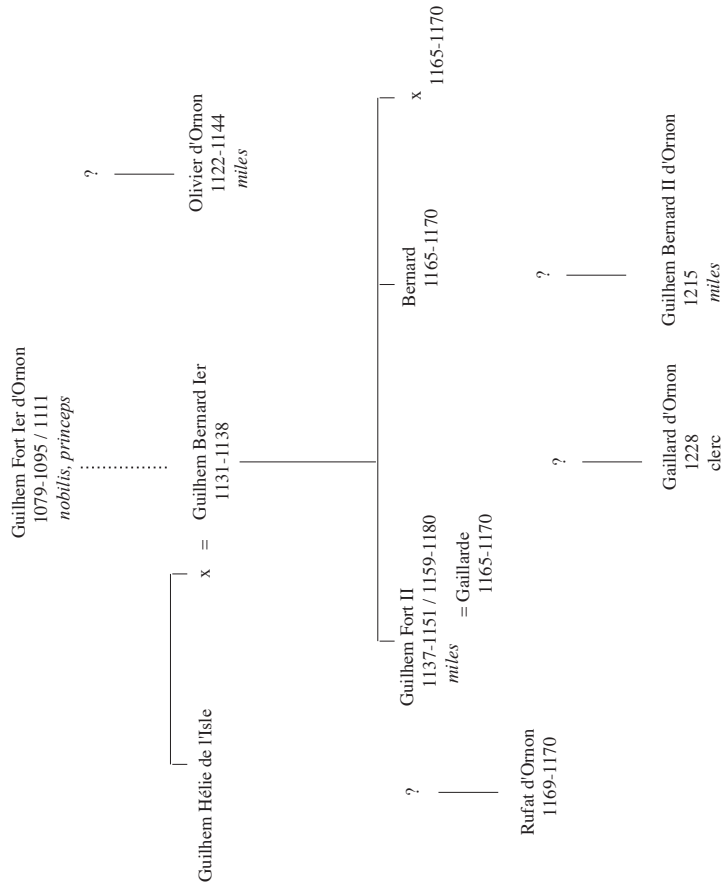 Guilhem Fort Ier d'Ornon
1079-1095 / 1111
nobilis, princeps
?
Guilhem Hélie de l'Isle
x
=
Guilhem Bernard Ier
1131-1138
Olivier d'Ornon
1122-1144
miles
Guilhem Fort II
1137-1151 / 1159-1180
miles
= Gaillarde
1165-1170
Bernard
1165-1170
x
1165-1170
?
Rufat d'Ornon
1169-1170
?
Gaillard d'Ornon
1228
clerc
?
Guilhem Bernard II d'Ornon
1215
miles